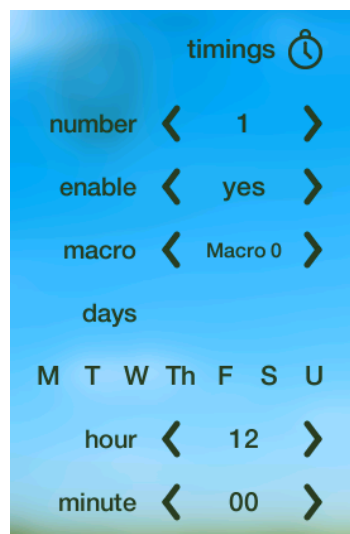 timings
number 1
enable yes
macro Macro 0
days
M T W Th F S U
hour 12
minute 00